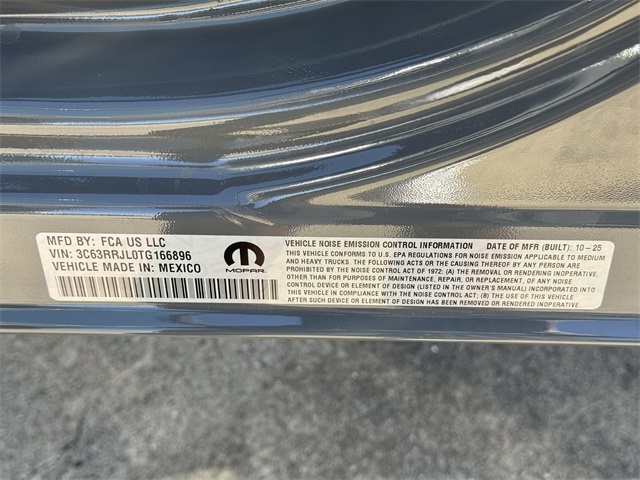 MFD BY: FCA US LLC
VIN: 3C63RRJL0TG166896
VEHICLE MADE IN: MEXICO
MOPAR
VEHICLE NOISE EMISSION CONTROL INFORMATION DATE OF MFR (BUILT): 10-25
THIS VEHICLE CONFORMS TO U.S. EPA REGULATIONS FOR NOISE EMISSION APPLICABLE TO MEDIUM
AND HEAVY TRUCKS. THE FOLLOWING ACTS OR THE CAUSING THEREOF BY ANY PERSON ARE
PROHIBITED BY THE NOISE CONTROL ACT OF 1972: (A) THE REMOVAL OR RENDERING INOPERATIVE,
OTHER THAN FOR PURPOSES OF MAINTENANCE, REPAIR, OR REPLACEMENT, OF ANY NOISE
CONTROL DEVICE OR ELEMENT OF DESIGN (LISTED IN THE OWNER'S MANUAL) INCORPORATED INTO
THIS VEHICLE IN COMPLIANCE WITH THE NOISE CONTROL ACT; (B) THE USE OF THIS VEHICLE
AFTER SUCH DEVICE OR ELEMENT OF DESIGN HAS BEEN REMOVED OR RENDERED INOPERATIVE.